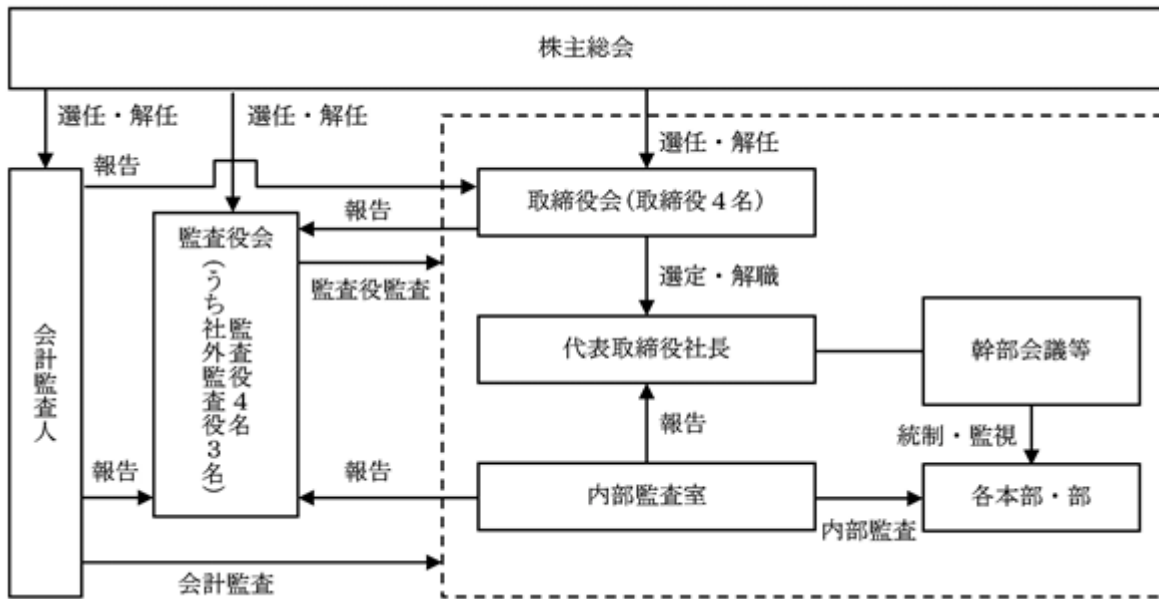 株主総会
選任・解任
選任・解任
選任・解任
報告
取締役会(取締役4名)
報告
監査役会
監査役4名
(うち社外監査役3名)
監査役監査
選定・解職
会計監査人
代表取締役社長
幹部会議等
報告
統制・監視
報告
報告
内部監査室
各本部・部
内部監査
会計監査